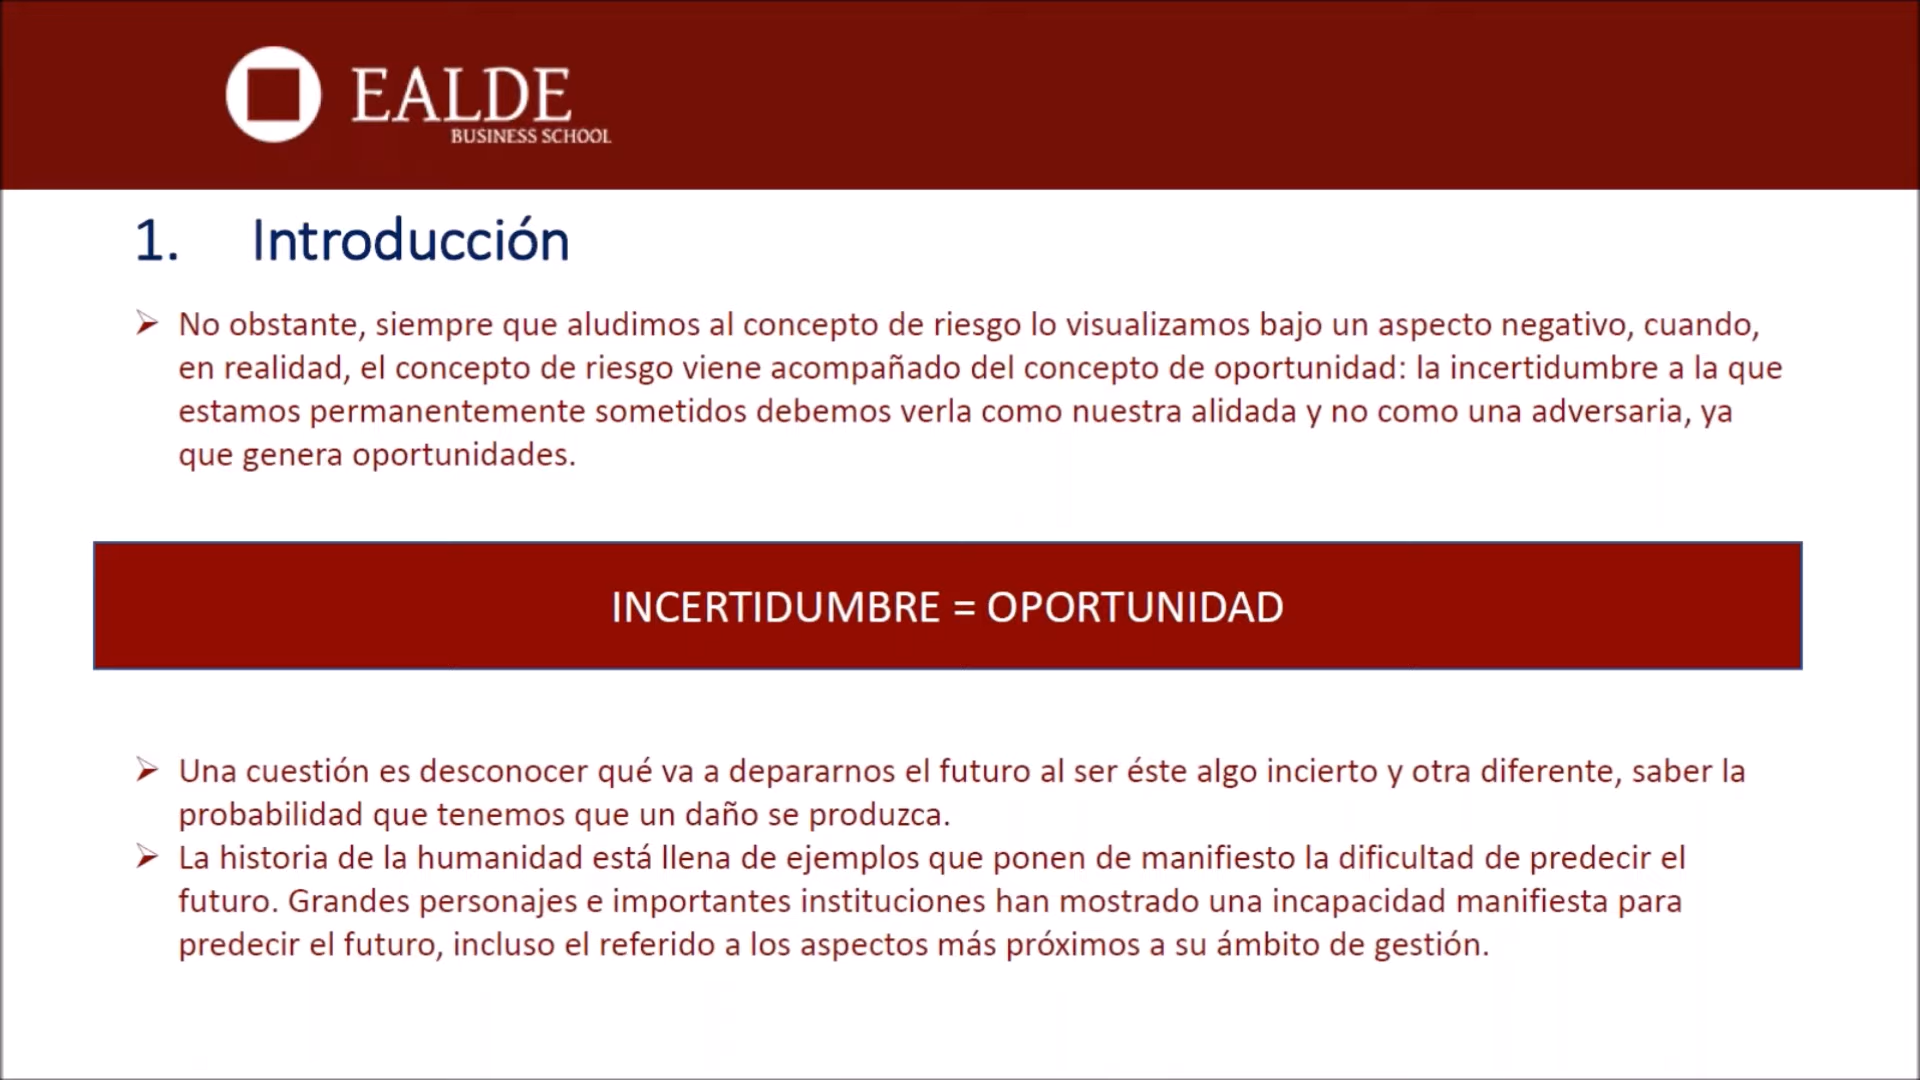 EALDE
BUSINESS SCHOOL
1. Introducción
➢ No obstante, siempre que aludimos al concepto de riesgo lo visualizamos bajo un aspecto negativo, cuando,
en realidad, el concepto de riesgo viene acompañado del concepto de oportunidad: la incertidumbre a la que
estamos permanentemente sometidos debemos verla como nuestra alidada y no como una adversaria, ya
que genera oportunidades.
INCERTIDUMBRE = OPORTUNIDAD
➢ Una cuestión es desconocer qué va a depararnos el futuro al ser éste algo incierto y otra diferente, saber la
probabilidad que tenemos que un daño se produzca.
➢ La historia de la humanidad está llena de ejemplos que ponen de manifiesto la dificultad de predecir el
futuro. Grandes personajes e importantes instituciones han mostrado una incapacidad manifiesta para
predecir el futuro, incluso el referido a los aspectos más próximos a su ámbito de gestión.